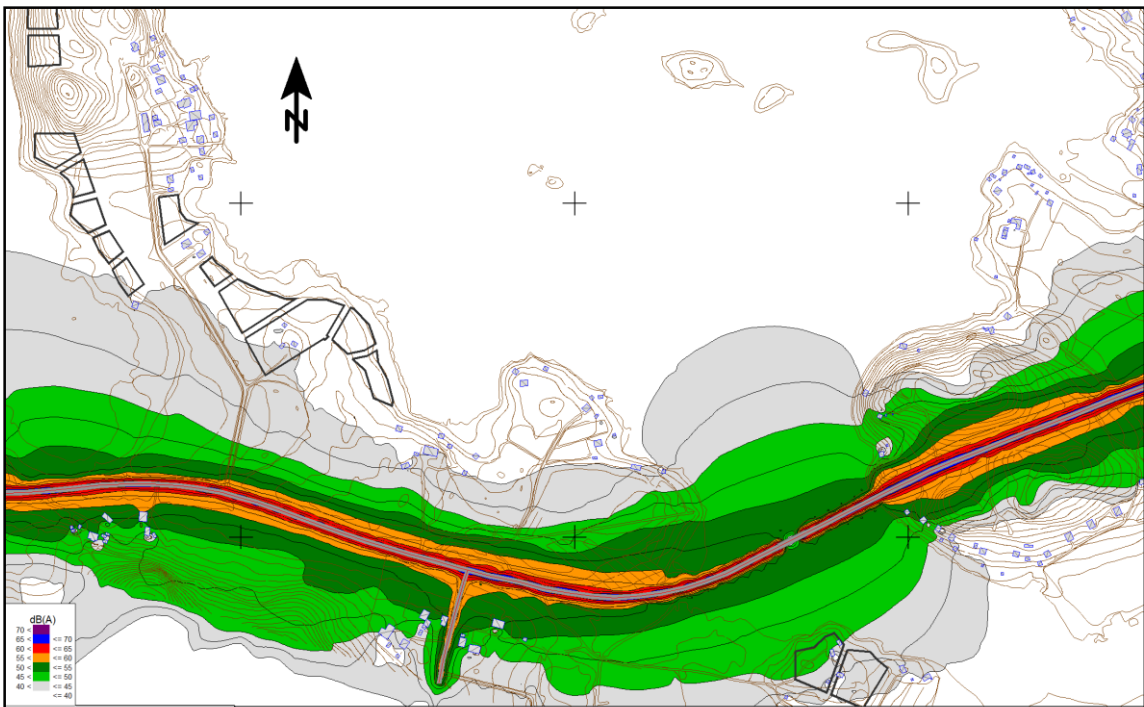 N
dB(A)
70 <
65 < <= 70
60 < <= 65
55 < <= 60
50 < <= 55
45 < <= 50
40 < <= 45
<= 40